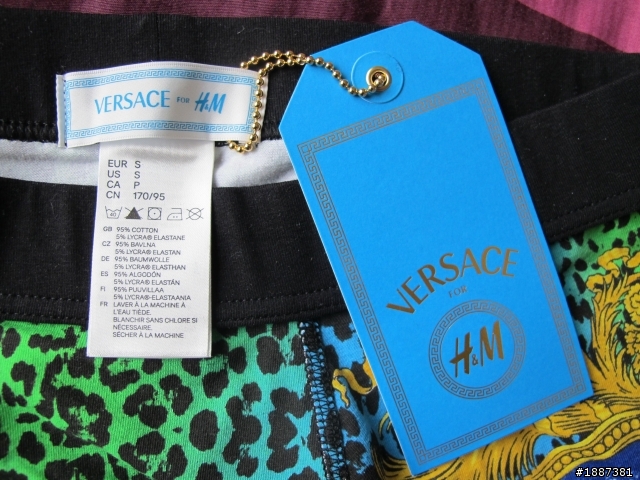 VERSACE FOR H&M
EUR S
US S
CA P
CN 170/95
40
GB 95% COTTON
5% LYCRA® ELASTANE
CZ 95% BAVLNA
5% LYCRA® ELASTAN
DE 95% BAUMWOLLE
5% LYCRA® ELASTHAN
ES 95% ALGODÓN
5% LYCRA® ELASTÁN
FI 95% PUUVILLAA
5% LYCRA®-ELASTAANIA
FR LAVER À LA MACHINE À
L'EAU TIÈDE.
BLANCHIR SANS CHLORE SI
NÉCESSAIRE.
SÉCHER À LA MACHINE
VERSACE
FOR
H&M
#1887381